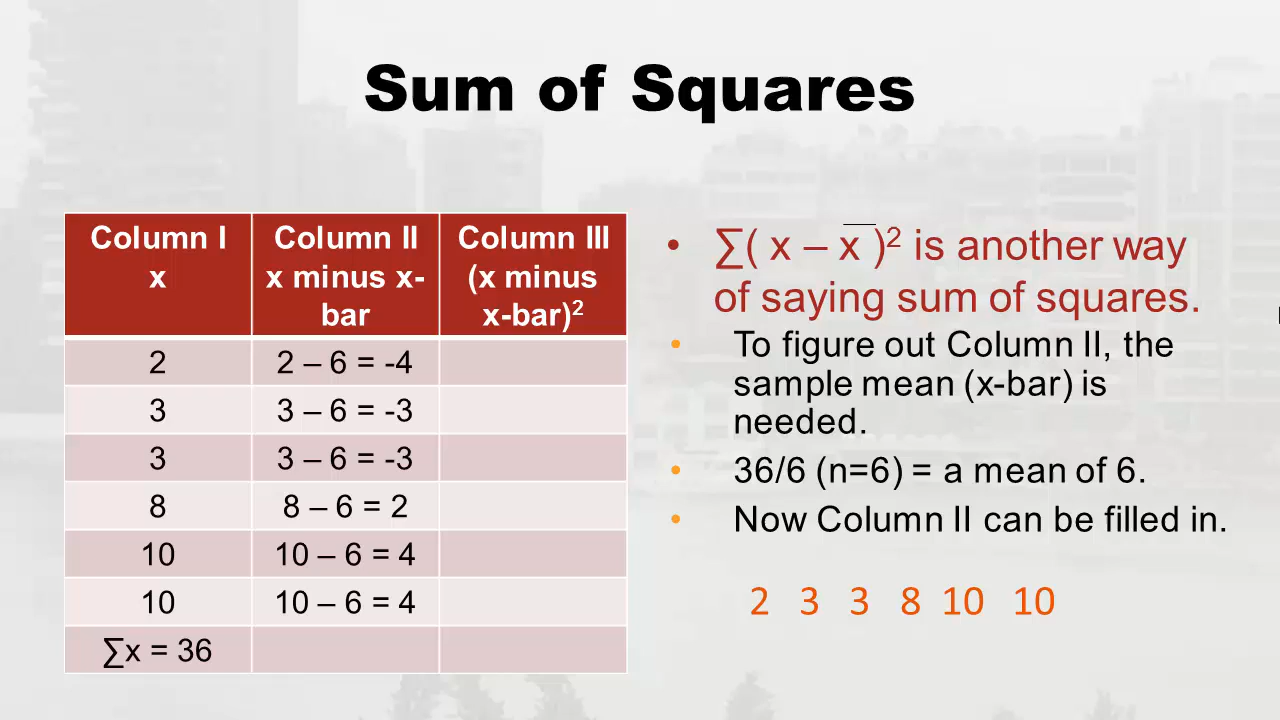 Sum of Squares
Column I
x
Column II
x minus x-
bar
Column III
(x minus
x-bar)²
2
2 – 6 = -4
3
3 – 6 = -3
3
3 – 6 = -3
8
8 – 6 = 2
10
10 – 6 = 4
10
10 – 6 = 4
∑x = 36
• ∑( x – x̅ )² is another way
of saying sum of squares.
• To figure out Column II, the
sample mean (x-bar) is
needed.
• 36/6 (n=6) = a mean of 6.
• Now Column II can be filled in.
2 3 3 8 10 10